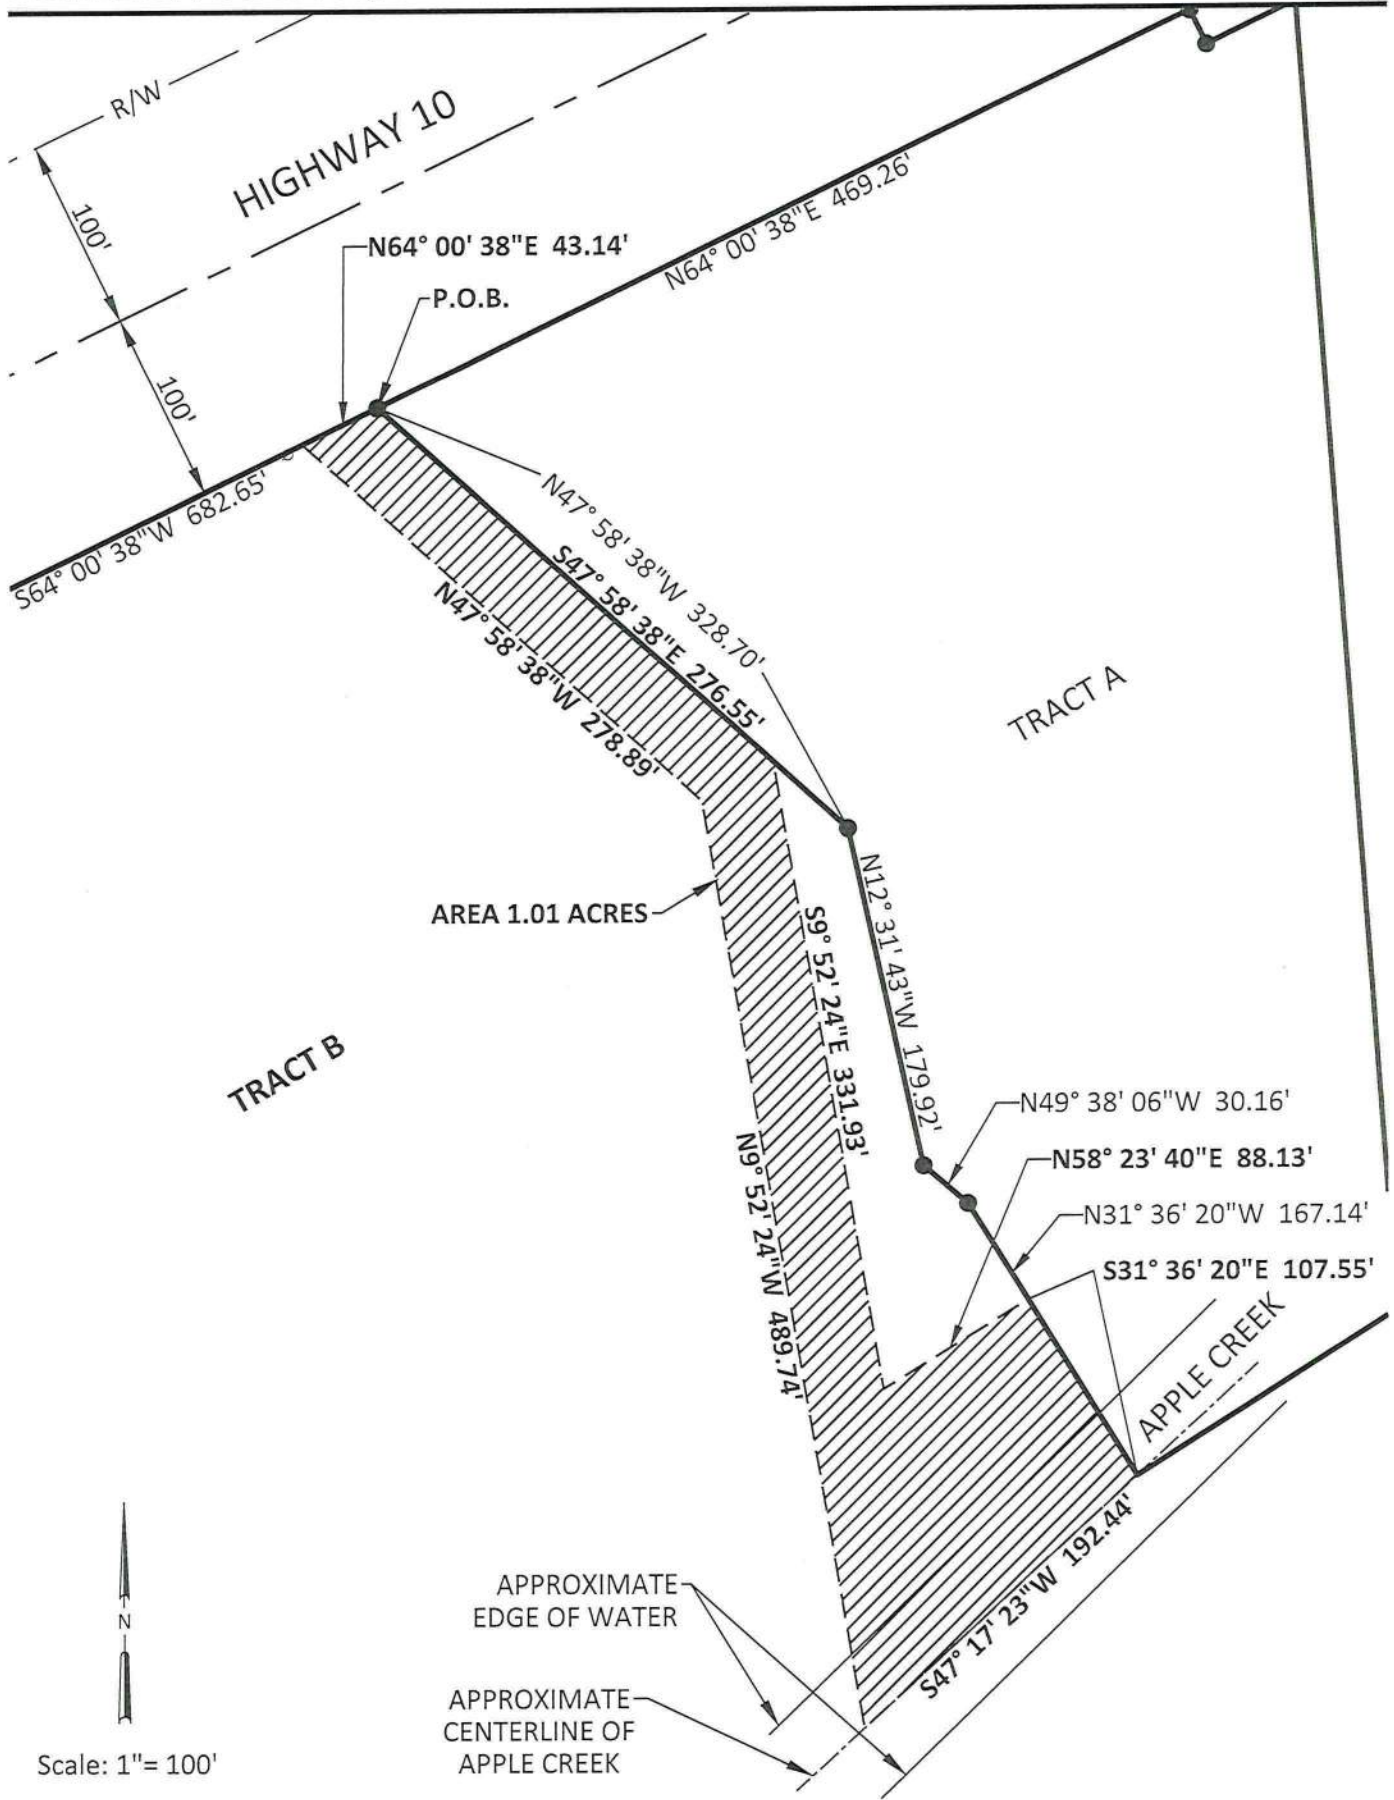 R/W
HIGHWAY 10
100'
N64° 00' 38"E 469.26'
N64° 00' 38"E 43.14'
P.O.B.
100'
S64° 00' 38"W 682.65'
N47° 58' 38"W 328.70'
S47° 58' 38"E 276.55'
N47° 58' 38"W 278.89'
TRACT A
AREA 1.01 ACRES
N12° 31' 43"W 179.92'
S9° 52' 24"E 331.93'
TRACT B
N49° 38' 06"W 30.16'
N58° 23' 40"E 88.13'
N9° 52' 24"W 489.74'
N31° 36' 20"W 167.14'
S31° 36' 20"E 107.55'
APPLE CREEK
S47° 17' 23"W 192.44'
APPROXIMATE
EDGE OF WATER
APPROXIMATE
CENTERLINE OF
APPLE CREEK
N
Scale: 1"= 100'